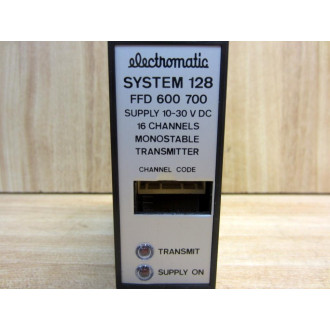 electromatic
SYSTEM 128
FFD 600 700
SUPPLY 10-30 V DC
16 CHANNELS
MONOSTABLE
TRANSMITTER
CHANNEL CODE
TRANSMIT
SUPPLY ON